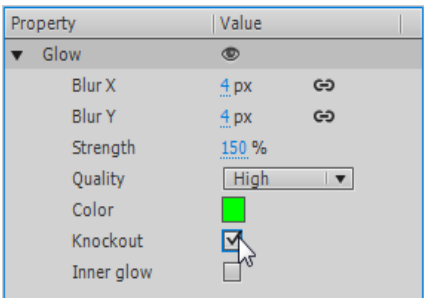 Property Value
Glow
Blur X 4 px
Blur Y 4 px
Strength 150 %
Quality High
Color
Knockout
Inner glow